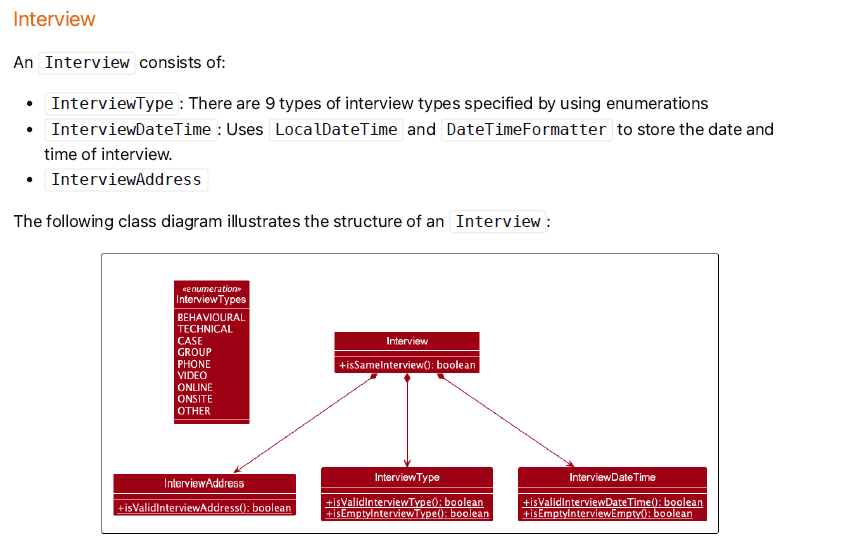 Interview
An Interview consists of:
InterviewType: There are 9 types of interview types specified by using enumerations
InterviewDateTime: Uses LocalDateTime and DateTimeFormatter to store the date and
time of interview.
InterviewAddress
The following class diagram illustrates the structure of an Interview:
«enumeration»
InterviewTypes
BEHAVIOURAL
TECHNICAL
CASE
GROUP
PHONE
VIDEO
ONLINE
ONSITE
OTHER
Interview
+isSameInterview(): boolean
InterviewAddress
+isValidInterviewAddress(): boolean
InterviewType
+isValidInterviewType(): boolean
+isEmptyInterviewType(): boolean
InterviewDateTime
+isValidInterviewDateTime(): boolean
+isEmptyInterviewEmpty(): boolean